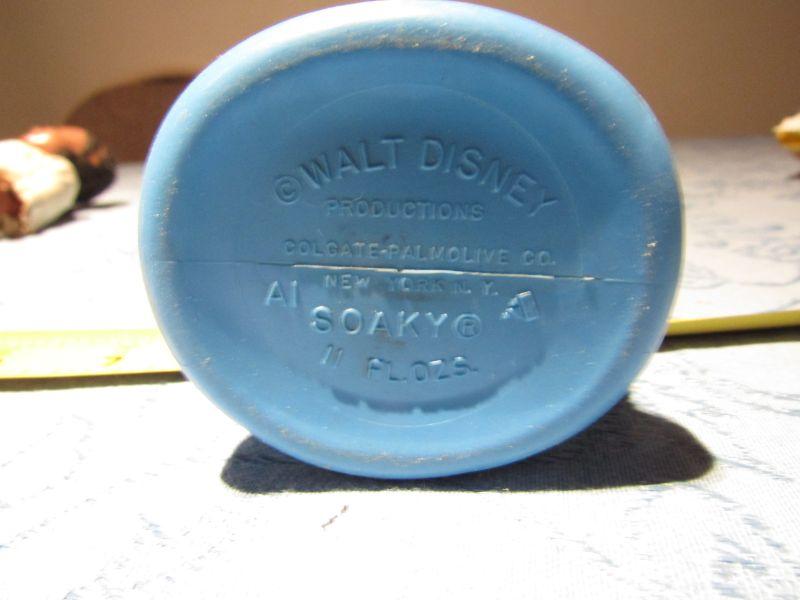 © WALT DISNEY
PRODUCTIONS
COLGATE-PALMOLIVE CO.
NEW YORK N. Y.
A1
SOAKY®
11 FL.OZS.